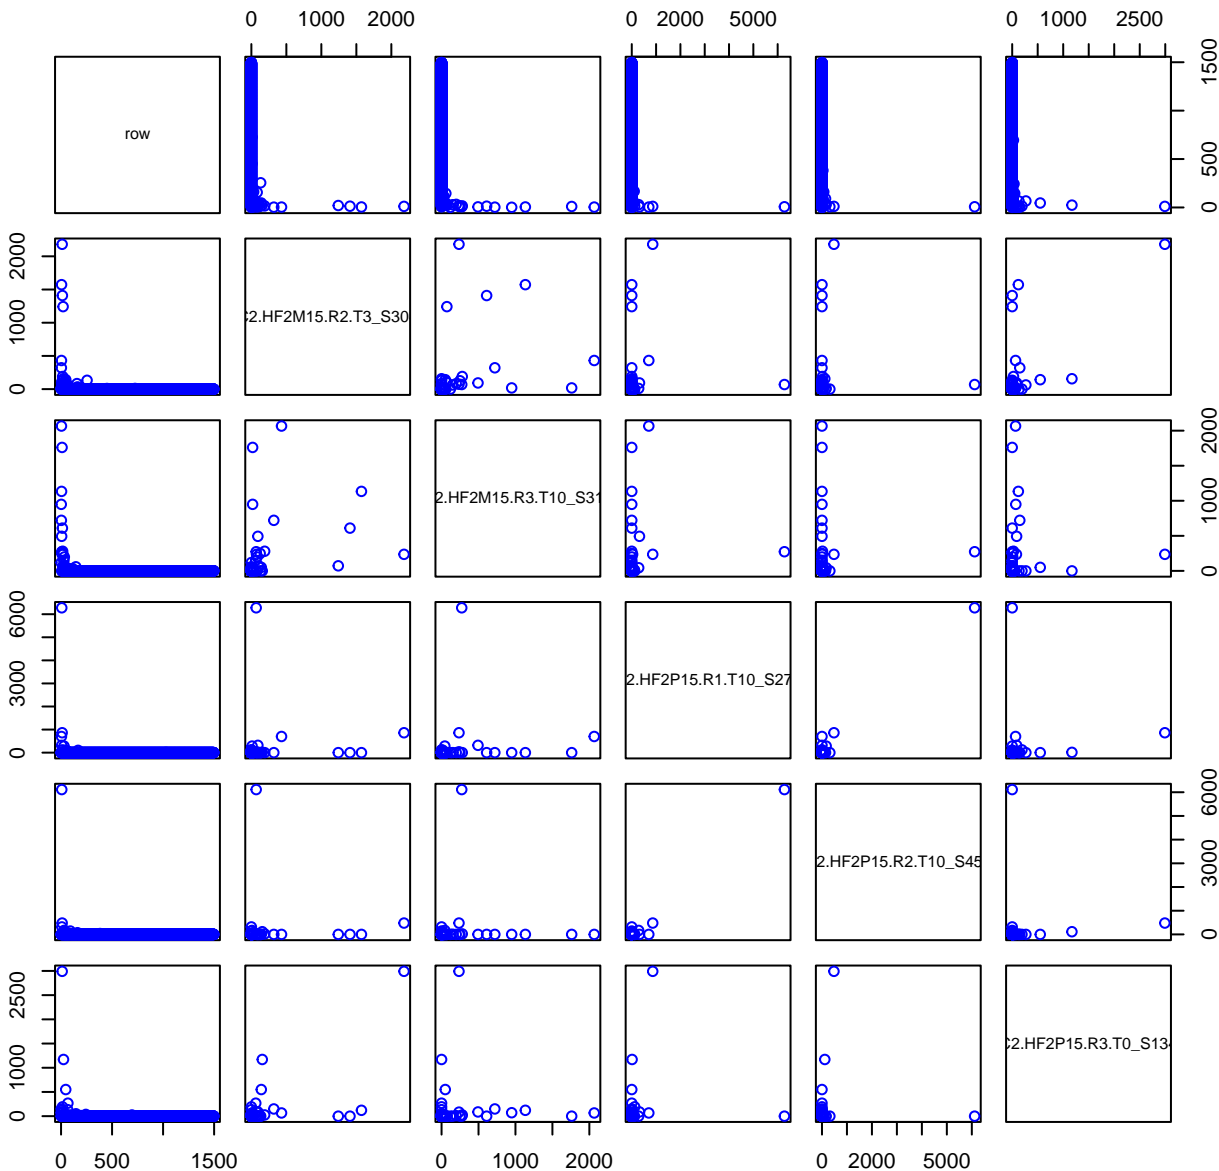 0 1000 2000 0 2000 5000 0 1000 2500
row
0 500 1500
0 1000 2000
C2.HF2M15.R2.T3_S30
2.HF2M15.R3.T10_S31
0 1000 2000
0 3000 6000
2.HF2P15.R1.T10_S27
2.HF2P15.R2.T10_S45
0 3000 6000
0 1000 2500
C2.HF2P15.R3.T0_S134
0 500 1500 0 1000 2000 0 2000 5000